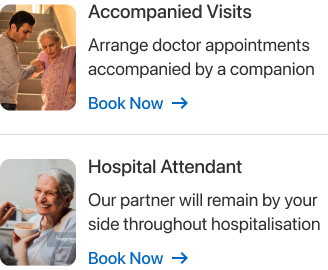 Accompanied Visits
Arrange doctor appointments
accompanied by a companion
Book Now →
Hospital Attendant
Our partner will remain by your
side throughout hospitalisation
Book Now →